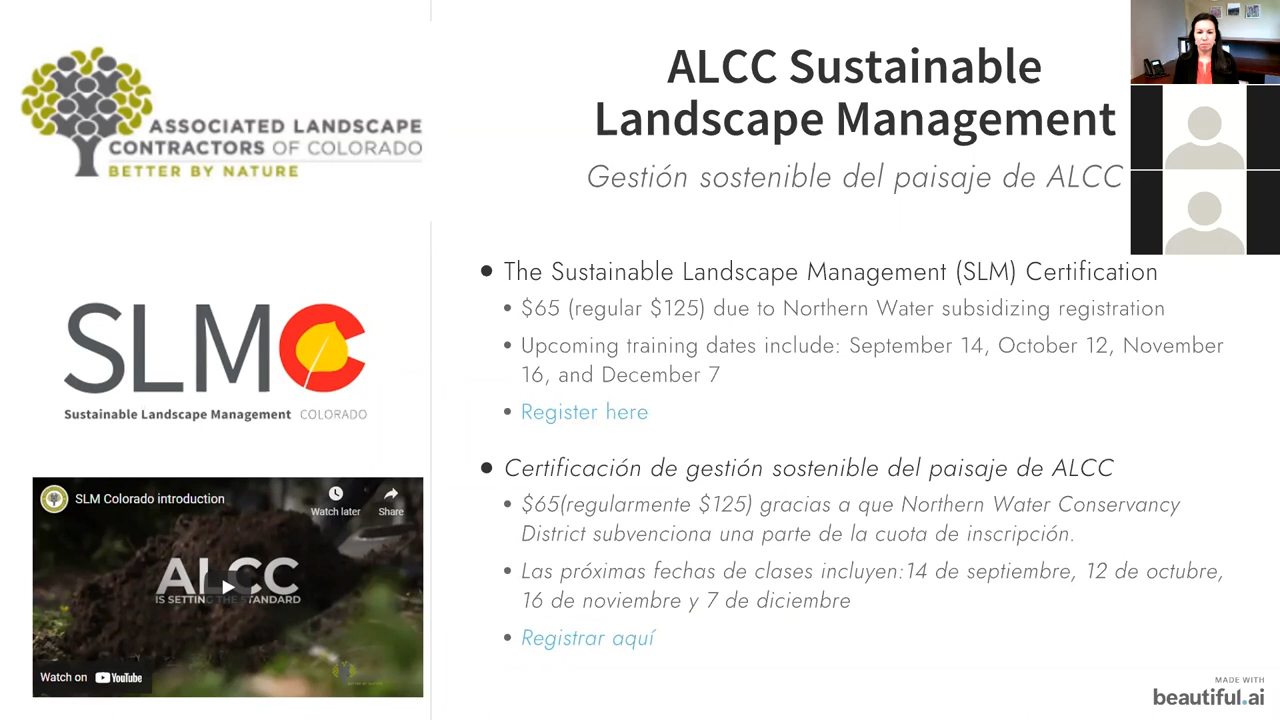 ASSOCIATED LANDSCAPE
CONTRACTORS OF COLORADO
BETTER BY NATURE
ALCC Sustainable
Landscape Management
Gestión sostenible del paisaje de ALCC
SLMC
Sustainable Landscape Management COLORADO
SLM Colorado introduction
Watch later
Share
ALCC
IS SETTING THE STANDARD
Watch on YouTube
• The Sustainable Landscape Management (SLM) Certification
• $65 (regular $125) due to Northern Water subsidizing registration
• Upcoming training dates include: September 14, October 12, November
16, and December 7
• Register here
• Certificación de gestión sostenible del paisaje de ALCC
• $65(regularmente $125) gracias a que Northern Water Conservancy
District subvenciona una parte de la cuota de inscripción.
• Las próximas fechas de clases incluyen:14 de septiembre, 12 de octubre,
16 de noviembre y 7 de diciembre
• Registrar aquí
MADE WITH
beautiful.ai